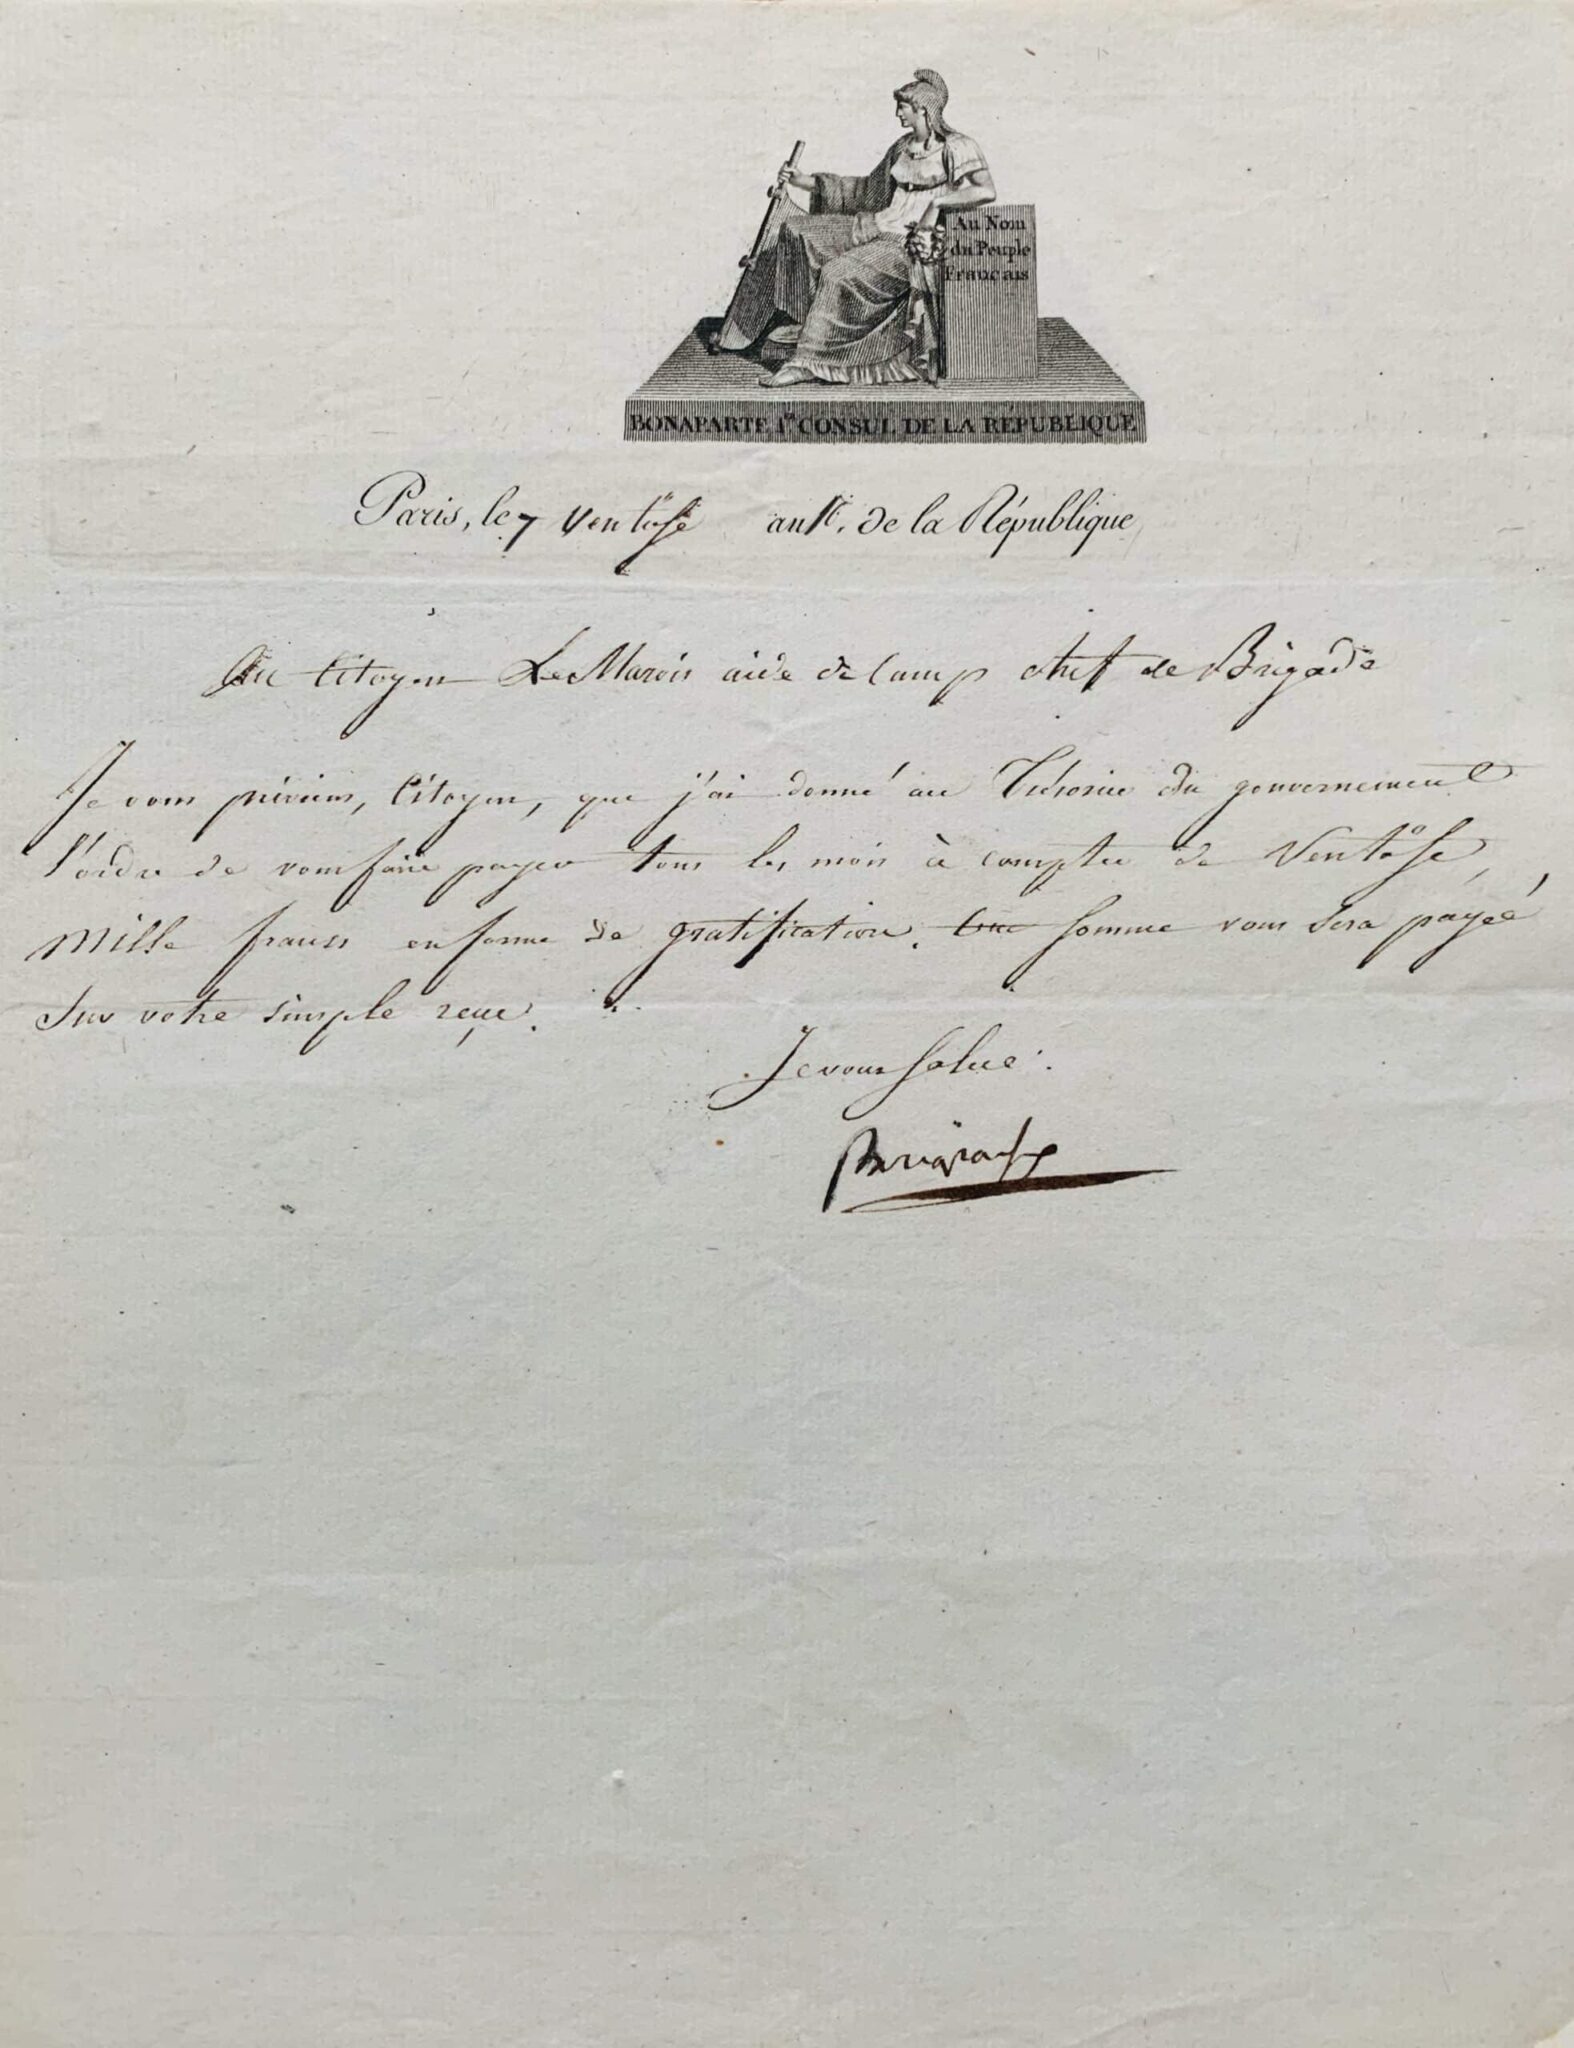 Au Nom
du Peuple
Français
BONAPARTE 1er CONSUL DE LA RÉPUBLIQUE
Paris, le 7 Ventôse an de la République
Au Citoyen Le Marois aide de Camp chef de Brigade
Je vous préviens, Citoyen, que j'ai donné au Trésorier du gouvernement
l'ordre de vous faire payer tous les mois à compter de Ventôse,
Mille francs en forme de gratification. somme vous sera payée
sur votre simple reçu.
Je vous salue.
Bonaparte